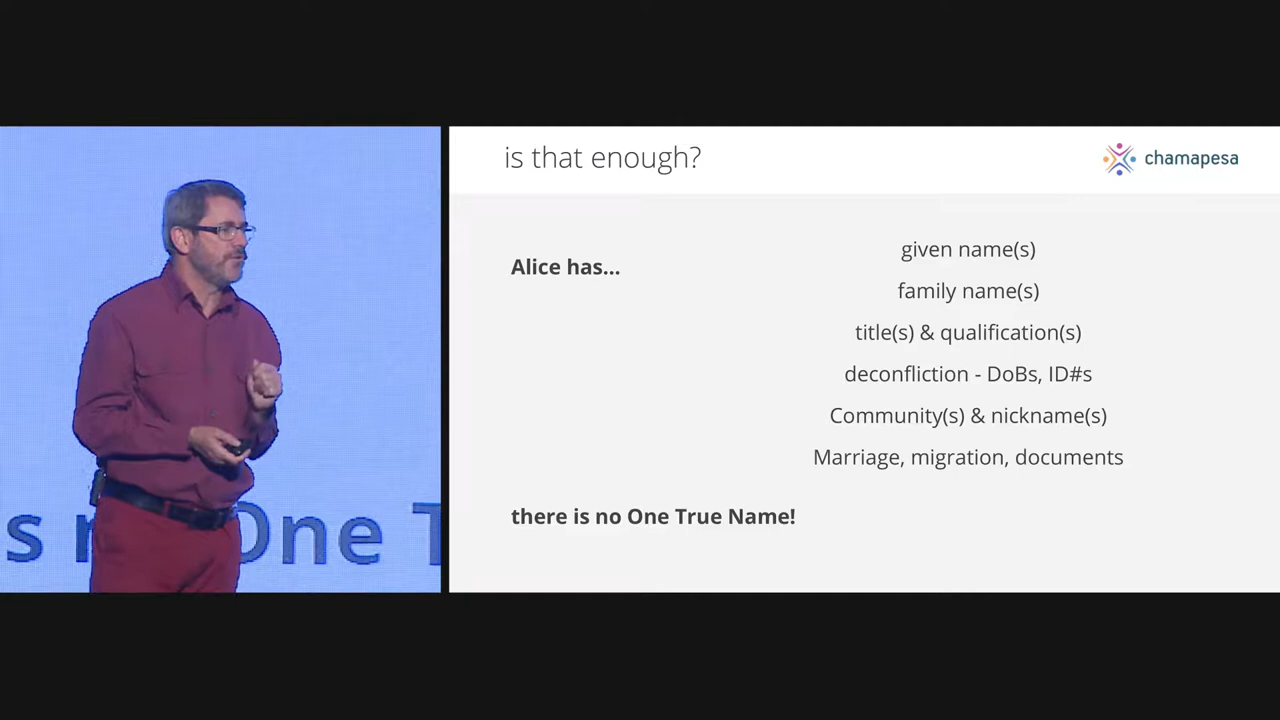 is that enough?
chamapesa
Alice has...
given name(s)
family name(s)
title(s) & qualification(s)
deconfliction - DoBs, ID#s
Community(s) & nickname(s)
Marriage, migration, documents
there is no One True Name!
One